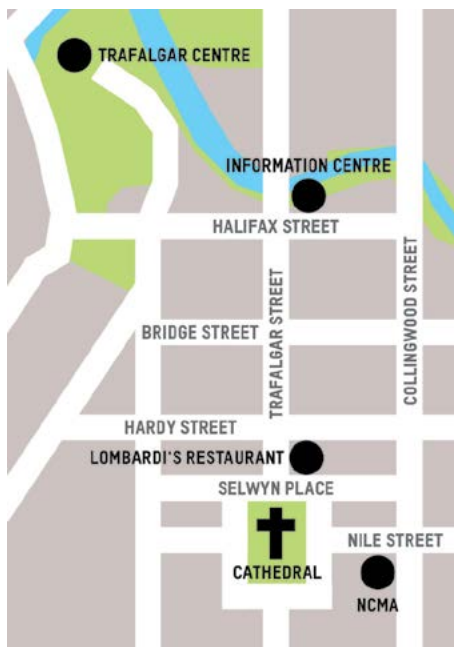 TRAFALGAR CENTRE
INFORMATION CENTRE
HALIFAX STREET
TRAFALGAR STREET
COLLINGWOOD STREET
BRIDGE STREET
HARDY STREET
LOMBARDI'S RESTAURANT
SELWYN PLACE
NILE STREET
CATHEDRAL
NCMA